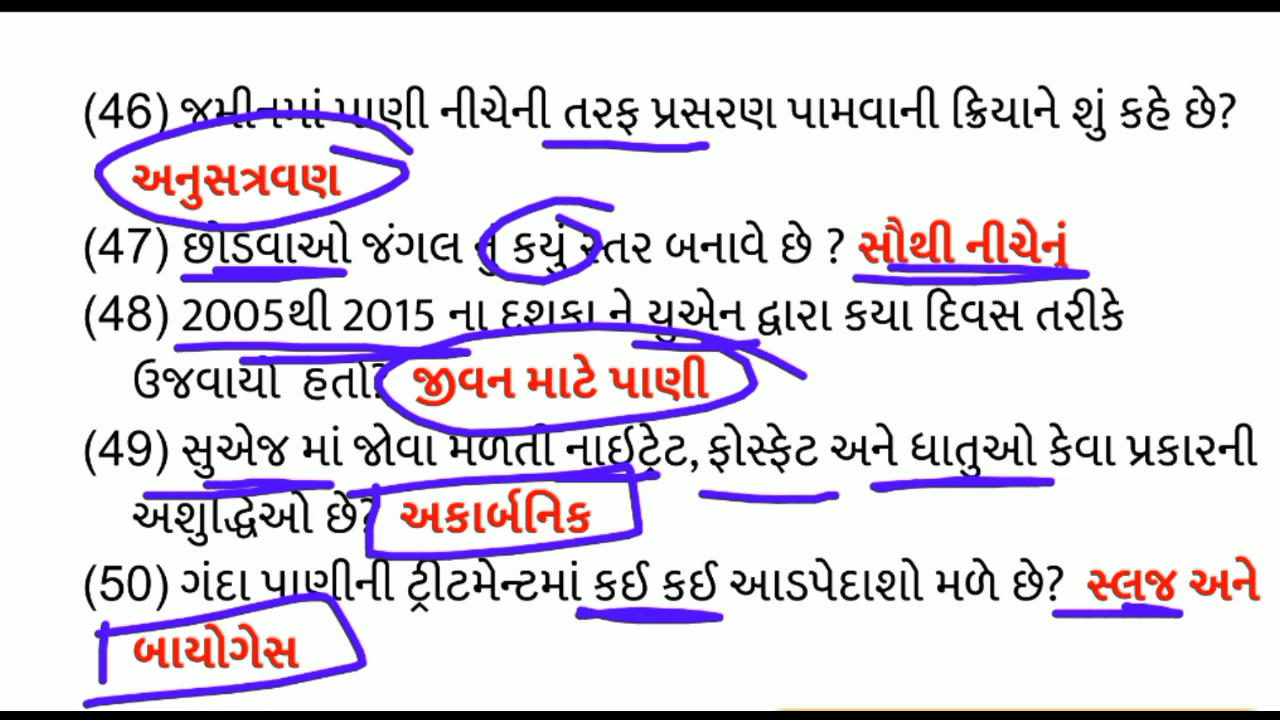 (46) જમીનમાં પાણી નીચેની તરફ પ્રસરણ પામવાની ક્રિયાને શું કહે છે?
અનુસત્રવણ
(47) છોડવાઓ જંગલ નું કયું સ્તર બનાવે છે ? સૌથી નીચેનું
(48) 2005થી 2015 ના દશકા ને યુએન દ્વારા કયા દિવસ તરીકે
ઉજવાયો હતો? જીવન માટે પાણી
(49) સુએજ માં જોવા મળતી નાઈટ્રેટ, ફોસ્ફેટ અને ધાતુઓ કેવા પ્રકારની
અશુદ્ધિઓ છે? અકાર્બનિક
(50) ગંદા પાણીની ટ્રીટમેન્ટમાં કઈ કઈ આડપેદાશો મળે છે? સ્લજ અને
બાયોગેસ